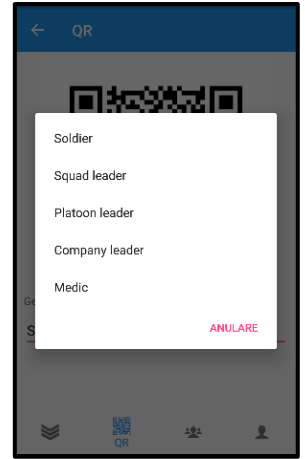 QR
Soldier
Squad leader
Platoon leader
Company leader
Medic
ANULARE
QR